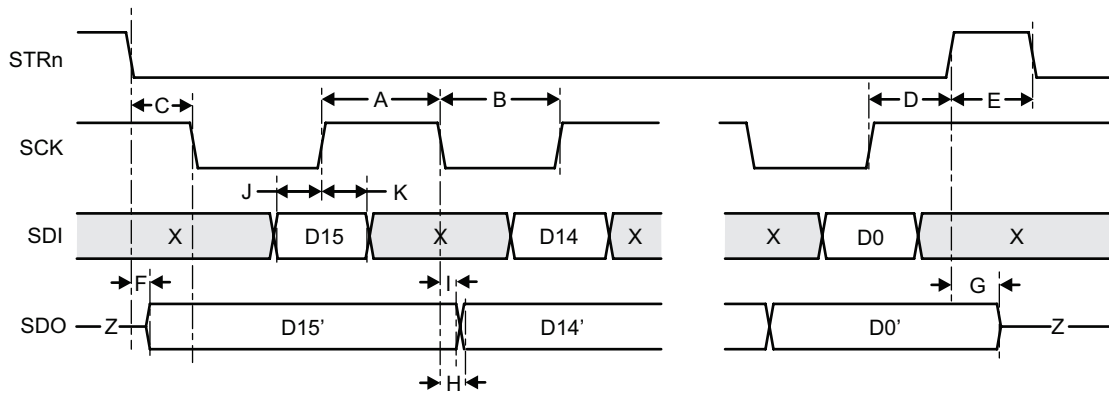 STRn
C
A
B
D
E
SCK
J
K
SDI
X
D15
X
D14
X
X
D0
X
F
I
G
SDO
Z
D15'
D14'
D0'
Z
H